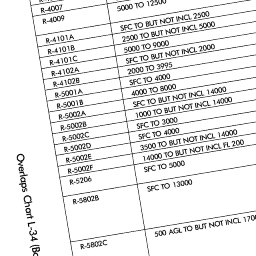 R-4007
R-4009 5000 TO 12500
R-4101A SFC TO BUT NOT INCL 2500
R-4101B 2500 TO BUT NOT INCL 5000
R-4101C 5000 TO 9000
R-4102A SFC TO BUT NOT INCL 2000
R-4102B 2000 TO 3995
R-5001A SFC TO 4000
R-5001B 4000 TO 8000
R-5002A SFC TO BUT NOT INCL 14000
R-5002B 1000 TO BUT NOT INCL 14000
R-5002C SFC TO 3000
R-5002D SFC TO 4000
R-5002E 3500 TO BUT NOT INCL 14000
R-5002F 14000 TO BUT NOT INCL FL 200
R-5206 SFC TO 5000
R-5802B SFC TO 13000
R-5802C 500 AGL TO BUT NOT INCL 1700
Overlaps Chart L-34 (Bo